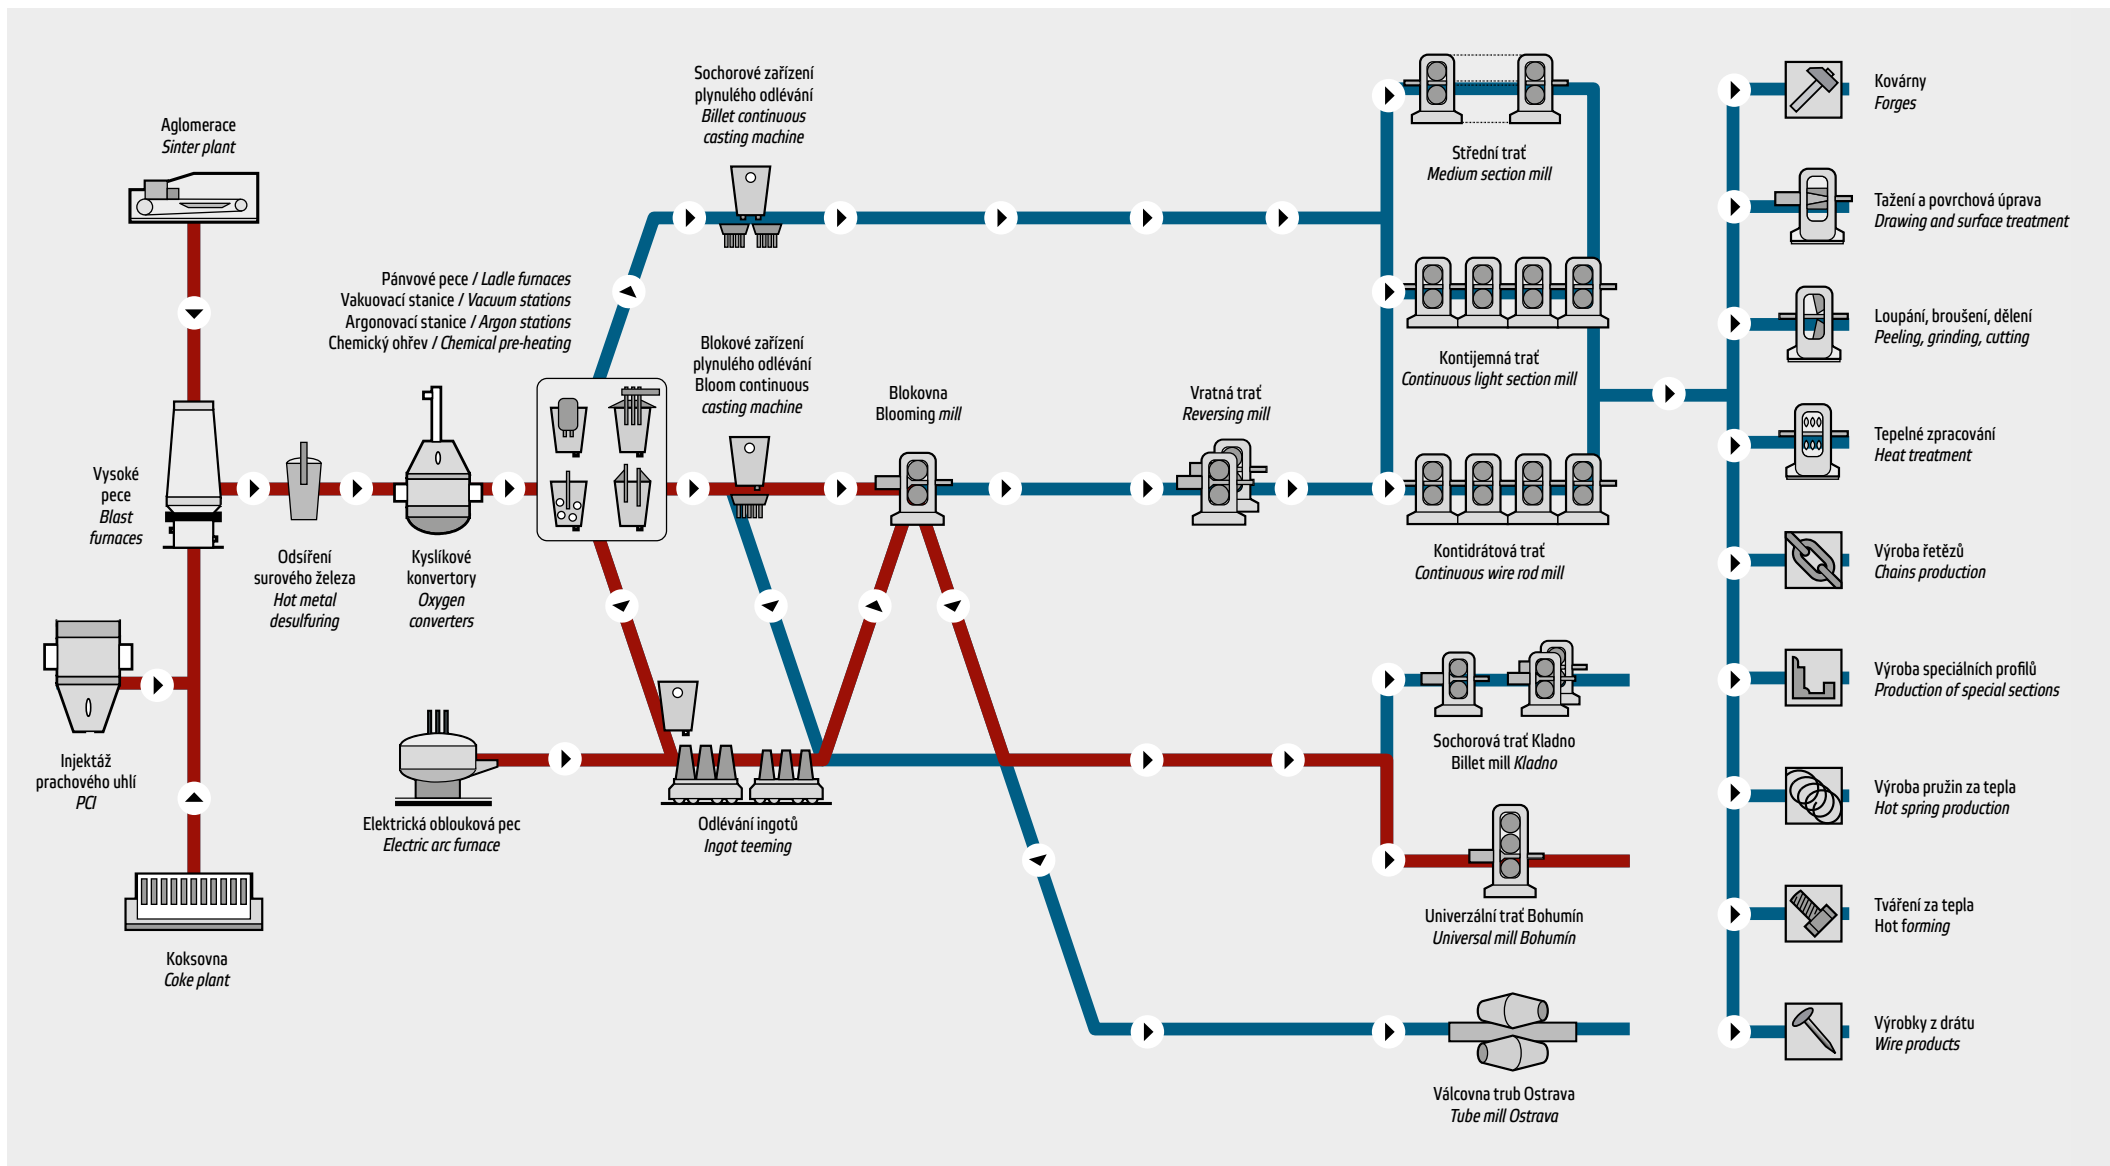 Aglomerace
Sinter plant
Vysoké
pece
Blast
furnaces
Injektáž
prachového uhlí
PCI
Koksovna
Coke plant
Odsíření
surového železa
Hot metal
desulfuring
Kyslíkové
konvertory
Oxygen
converters
Pánvové pece / Ladle furnaces
Vakuovací stanice / Vacuum stations
Argonovací stanice / Argon stations
Chemický ohřev / Chemical pre-heating
Elektrická oblouková pec
Electric arc furnace
Sochorové zařízení
plynulého odlévání
Billet continuous
casting machine
Blokové zařízení
plynulého odlévání
Bloom continuous
casting machine
Odlévání ingotů
Ingot teeming
Blokovna
Blooming mill
Vratná trať
Reversing mill
Střední trať
Medium section mill
Kontijemná trať
Continuous light section mill
Kontidrátová trať
Continuous wire rod mill
Sochorová trať Kladno
Billet mill Kladno
Univerzální trať Bohumín
Universal mill Bohumín
Válcovna trub Ostrava
Tube mill Ostrava
Kovárny
Forges
Tažení a povrchová úprava
Drawing and surface treatment
Loupání, broušení, dělení
Peeling, grinding, cutting
Tepelné zpracování
Heat treatment
Výroba řetězů
Chains production
Výroba speciálních profilů
Production of special sections
Výroba pružin za tepla
Hot spring production
Tváření za tepla
Hot forming
Výrobky z drátu
Wire products